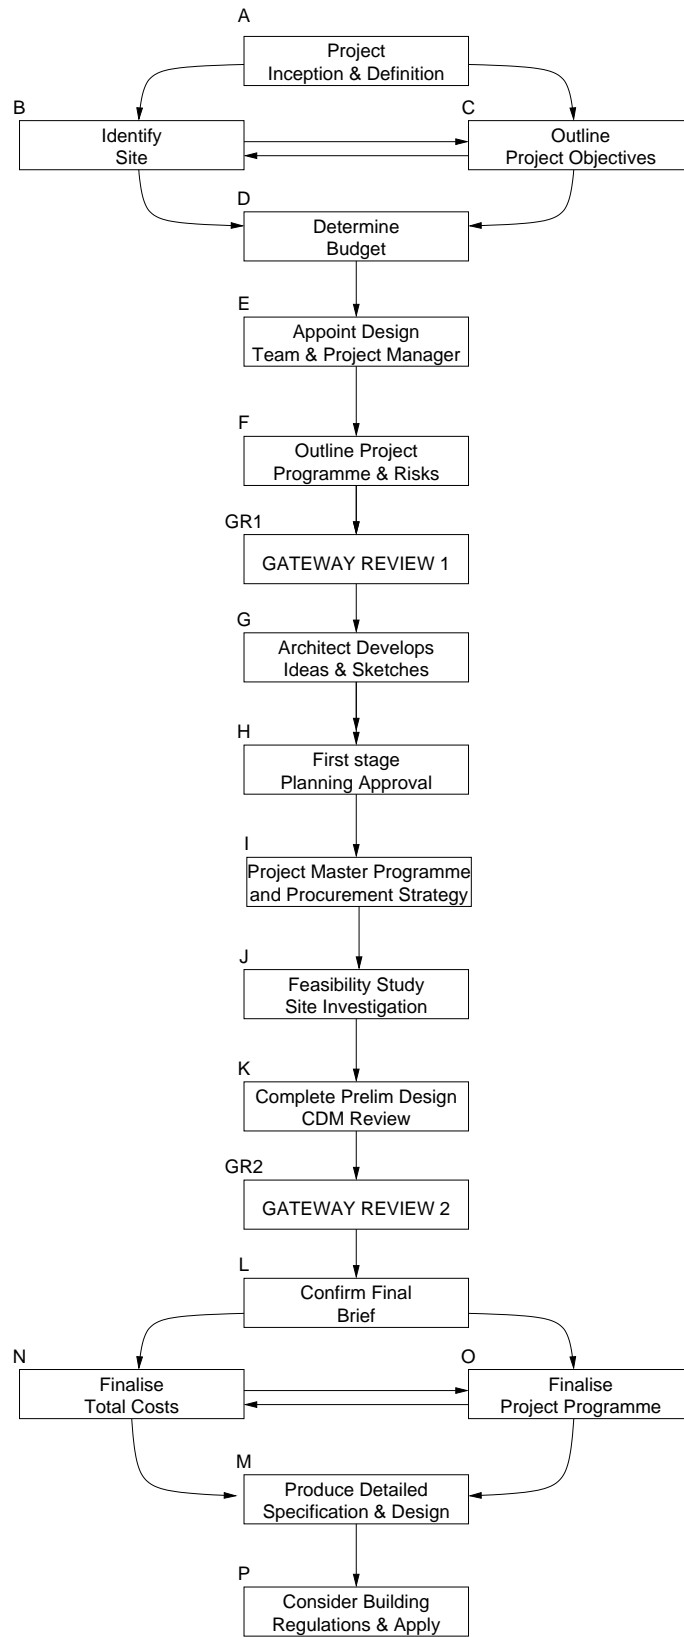 A
Project
Inception & Definition
B
Identify
Site
C
Outline
Project Objectives
D
Determine
Budget
E
Appoint Design
Team & Project Manager
F
Outline Project
Programme & Risks
GR1
GATEWAY REVIEW 1
G
Architect Develops
Ideas & Sketches
H
First stage
Planning Approval
I
Project Master Programme
and Procurement Strategy
J
Feasibility Study
Site Investigation
K
Complete Prelim Design
CDM Review
GR2
GATEWAY REVIEW 2
L
Confirm Final
Brief
N
Finalise
Total Costs
O
Finalise
Project Programme
M
Produce Detailed
Specification & Design
P
Consider Building
Regulations & Apply